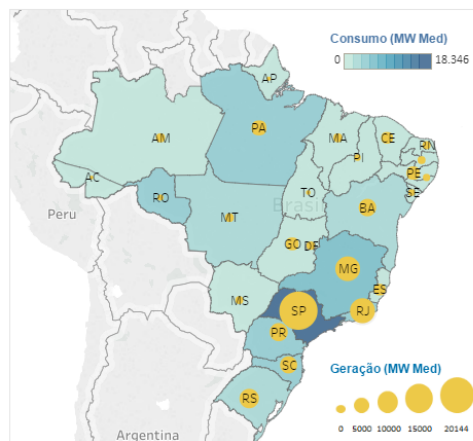 Consumo (MW Med)
0 18.346
AP
AM
PA
MA
CE
RN
PI
PE
AC
SE
RO
TO
Brasil
Peru
MT
BA
GO
DF
MG
MS
ES
SP
RJ
PR
SC
Geração (MW Med)
RS
0 5000 10000 15000 20144
Argentina